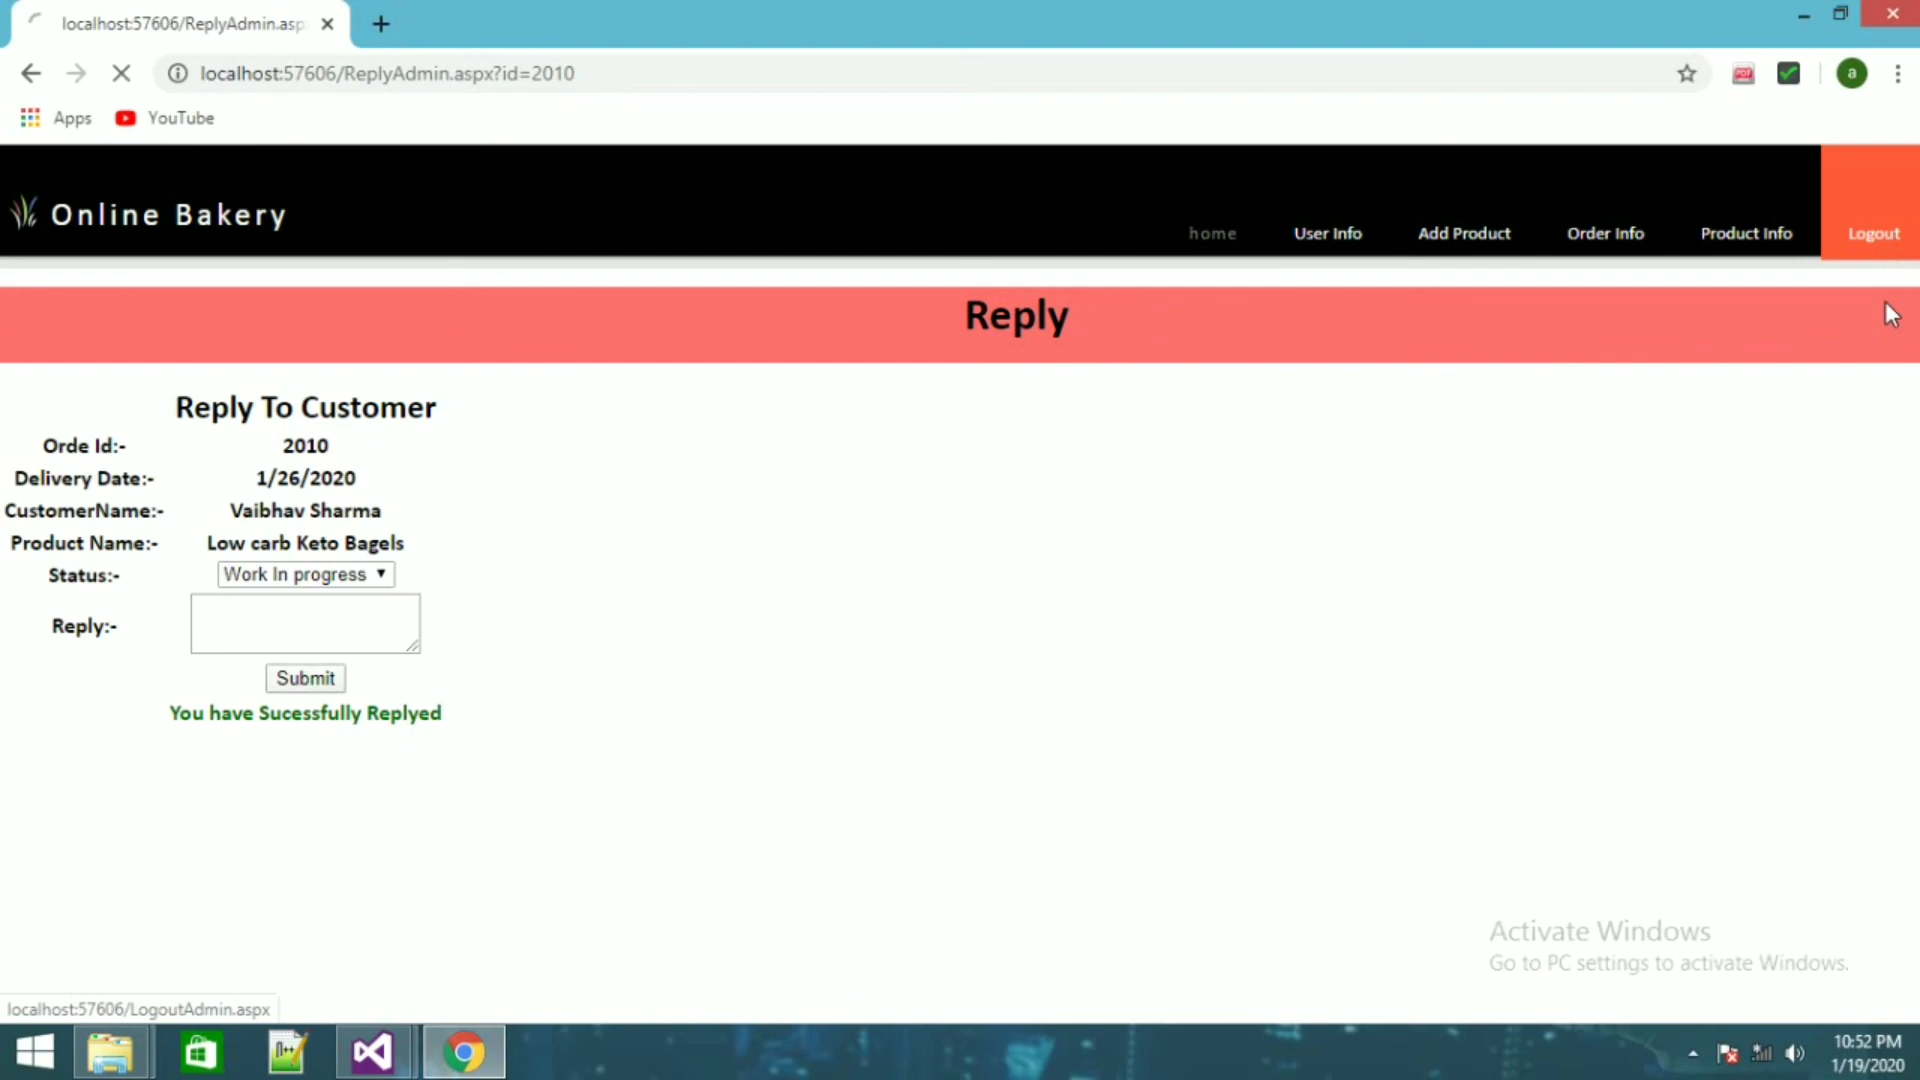 localhost:57606/ReplyAdmin.asp
localhost:57606/ReplyAdmin.aspx?id=2010
a
Apps
YouTube
Online Bakery
home
User Info
Add Product
Order Info
Product Info
Logout
Reply
Reply To Customer
Orde Id:- 2010
Delivery Date:- 1/26/2020
CustomerName:- Vaibhav Sharma
Product Name:- Low carb Keto Bagels
Status:- Work In progress
Reply:-
Submit
You have Sucessfully Replyed
Activate Windows
Go to PC settings to activate Windows.
localhost:57606/LogoutAdmin.aspx
10:52 PM
1/19/2020